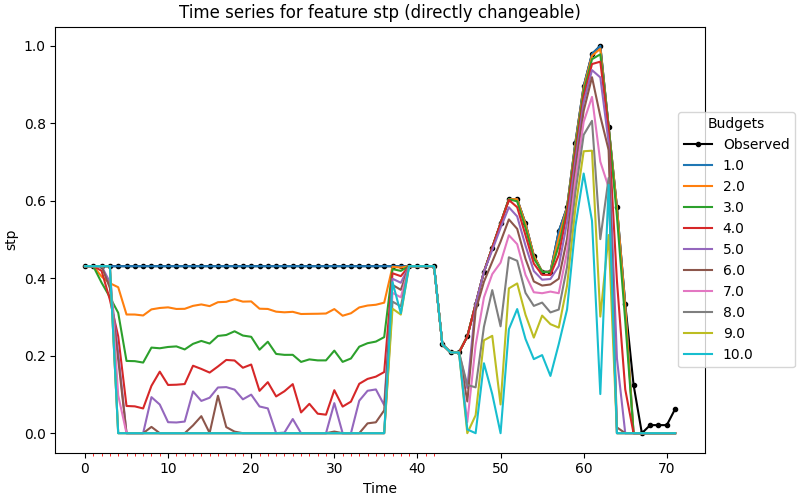 Time series for feature stp (directly changeable)
stp
1.0
0.8
0.6
0.4
0.2
0.0
0 10 20 30 40 50 60 70
Time
Budgets
Observed
1.0
2.0
3.0
4.0
5.0
6.0
7.0
8.0
9.0
10.0